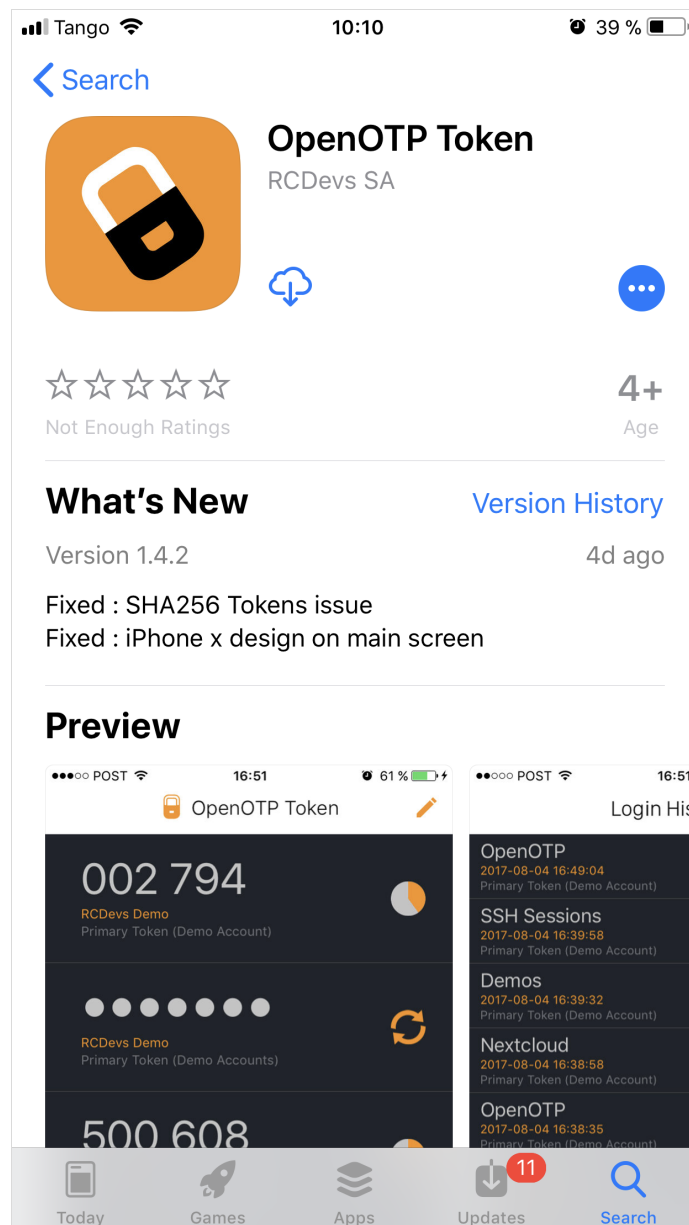 Tango 10:10 39 %
Search
OpenOTP Token
RCDevs SA
Not Enough Ratings
4+
Age
What's New Version History
Version 1.4.2 4d ago
Fixed : SHA256 Tokens issue
Fixed : iPhone x design on main screen
Preview
POST 16:51 61 %
OpenOTP Token
002 794
RCDevs Demo
Primary Token (Demo Account)
RCDevs Demo
Primary Token (Demo Accounts)
500 608
POST 16:51
Login His
OpenOTP
2017-08-04 16:49:04
Primary Token (Demo Account)
SSH Sessions
2017-08-04 16:39:58
Primary Token (Demo Account)
Demos
2017-08-04 16:39:32
Primary Token (Demo Account)
Nextcloud
2017-08-04 16:38:58
Primary Token (Demo Account)
OpenOTP
2017-08-04 16:38:35
Primary Token (Demo Account)
11
Today Games Apps Updates Search